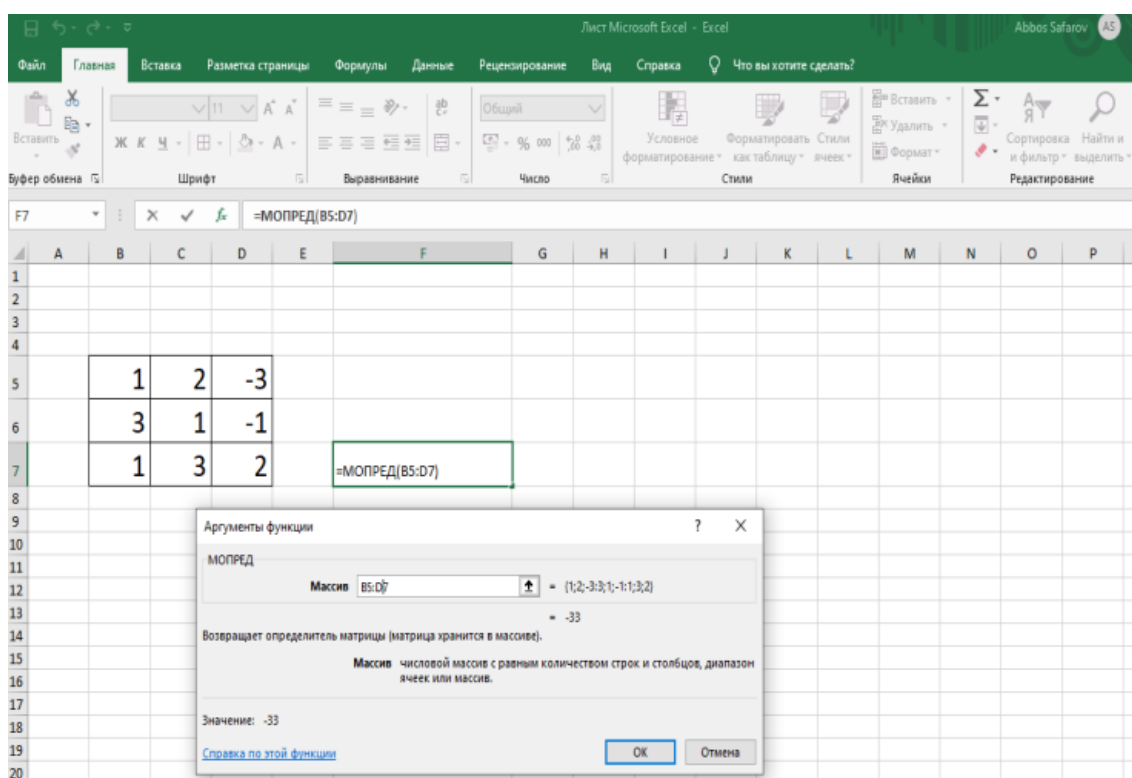 Лист Microsoft Excel - Excel
Abbos Safarov AS
Файл Главная Вставка Разметка страницы Формулы Данные Рецензирование Вид Справка Что вы хотите сделать?
Вставить
Буфер обмена
11
Ж К Ч
Шрифт
Выравнивание
Общий
% 000
Число
Условное форматирование
Форматировать как таблицу
Стили ячеек
Стили
Вставить
Удалить
Формат
Ячейки
Сортировка и фильтр
Найти и выделить
Редактирование
F7 fx =МОПРЕД(B5:D7)
A B C D E F G H I J K L M N O P
1
2
3
4
5 1 2 -3
6 3 1 -1
7 1 3 2 =МОПРЕД(B5:D7)
8
9
10
11
12
13
14
15
16
17
18
19
20
Аргументы функции ? X
МОПРЕД
Массив B5:D7 = {1;2;-3:3;1;-1:1;3;2}
= -33
Возвращает определитель матрицы (матрица хранится в массиве).
Массив числовой массив с равным количеством строк и столбцов, диапазон
ячеек или массив.
Значение: -33
Справка по этой функции
OK Отмена